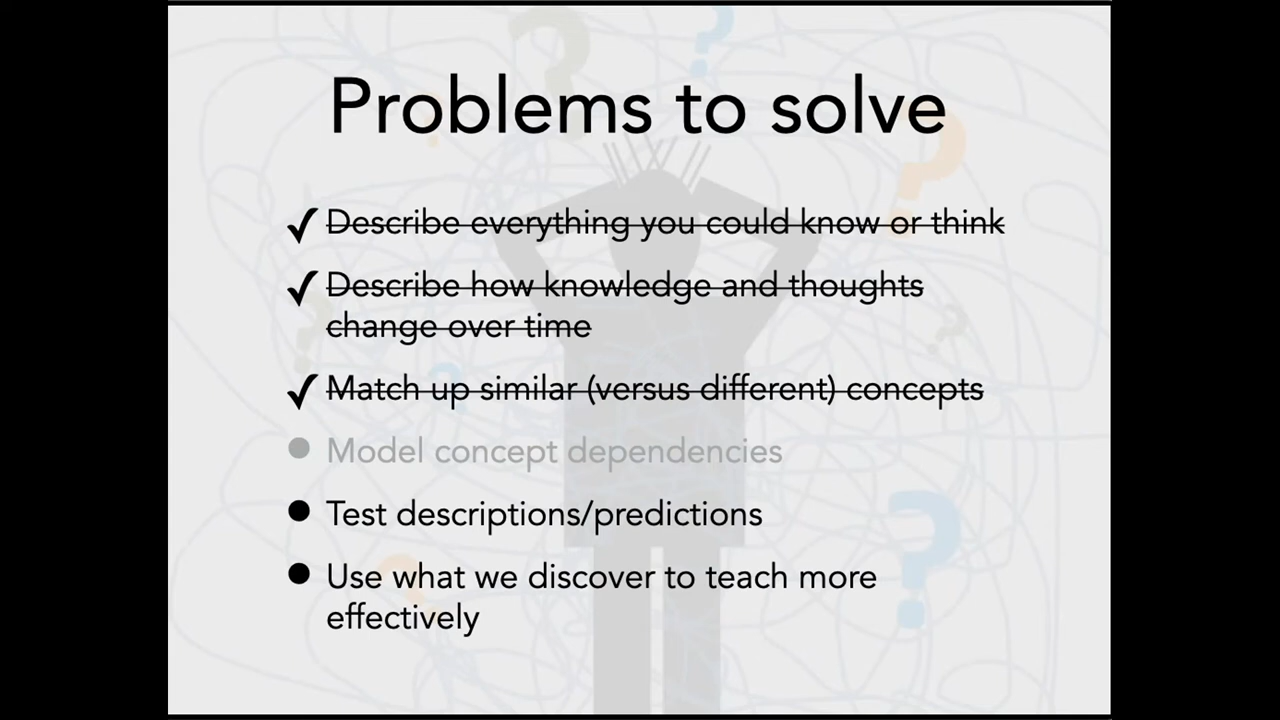 Problems to solve
✓ Describe everything you could know or think
✓ Describe how knowledge and thoughts
change over time
✓ Match up similar (versus different) concepts
● Model concept dependencies
● Test descriptions/predictions
● Use what we discover to teach more
effectively